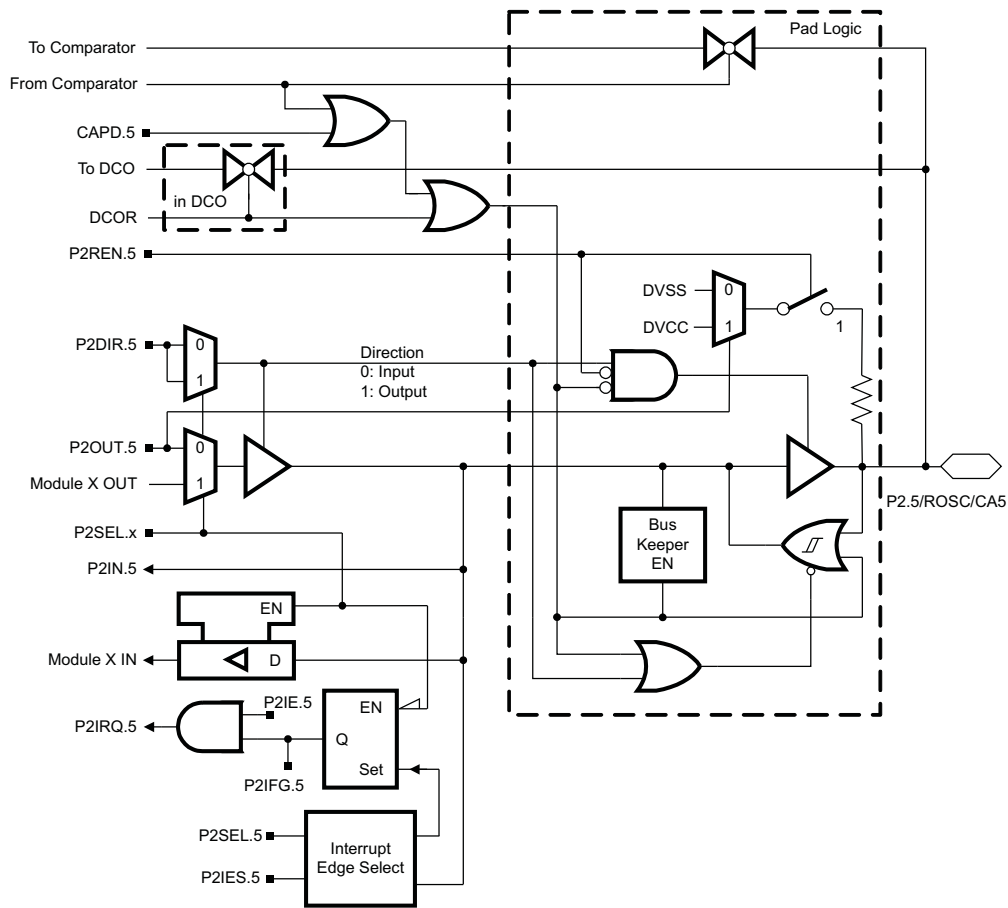 Pad Logic
To Comparator
From Comparator
CAPD.5
To DCO
in DCO
DCOR
P2REN.5
DVSS
0
DVCC
1
1
P2DIR.5
0
1
Direction
0: Input
1: Output
P2OUT.5
0
Module X OUT
1
P2.5/ROSC/CA5
P2SEL.x
Bus
Keeper
EN
P2IN.5
EN
Module X IN
D
P2IE.5
EN
P2IRQ.5
Q
P2IFG.5
Set
P2SEL.5
Interrupt
Edge Select
P2IES.5